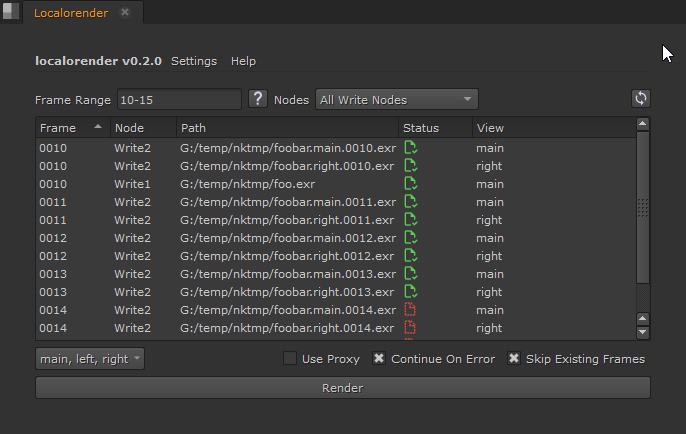 Localorender
localorender v0.2.0 Settings Help
Frame Range 10-15 ? Nodes All Write Nodes
Frame Node Path Status View
0010 Write2 G:/temp/nktmp/foobar.main.0010.exr main
0010 Write2 G:/temp/nktmp/foobar.right.0010.exr right
0010 Write1 G:/temp/nktmp/foo.exr main
0011 Write2 G:/temp/nktmp/foobar.main.0011.exr main
0011 Write2 G:/temp/nktmp/foobar.right.0011.exr right
0012 Write2 G:/temp/nktmp/foobar.main.0012.exr main
0012 Write2 G:/temp/nktmp/foobar.right.0012.exr right
0013 Write2 G:/temp/nktmp/foobar.main.0013.exr main
0013 Write2 G:/temp/nktmp/foobar.right.0013.exr right
0014 Write2 G:/temp/nktmp/foobar.main.0014.exr main
0014 Write2 G:/temp/nktmp/foobar.right.0014.exr right
main, left, right Use Proxy Continue On Error Skip Existing Frames
Render